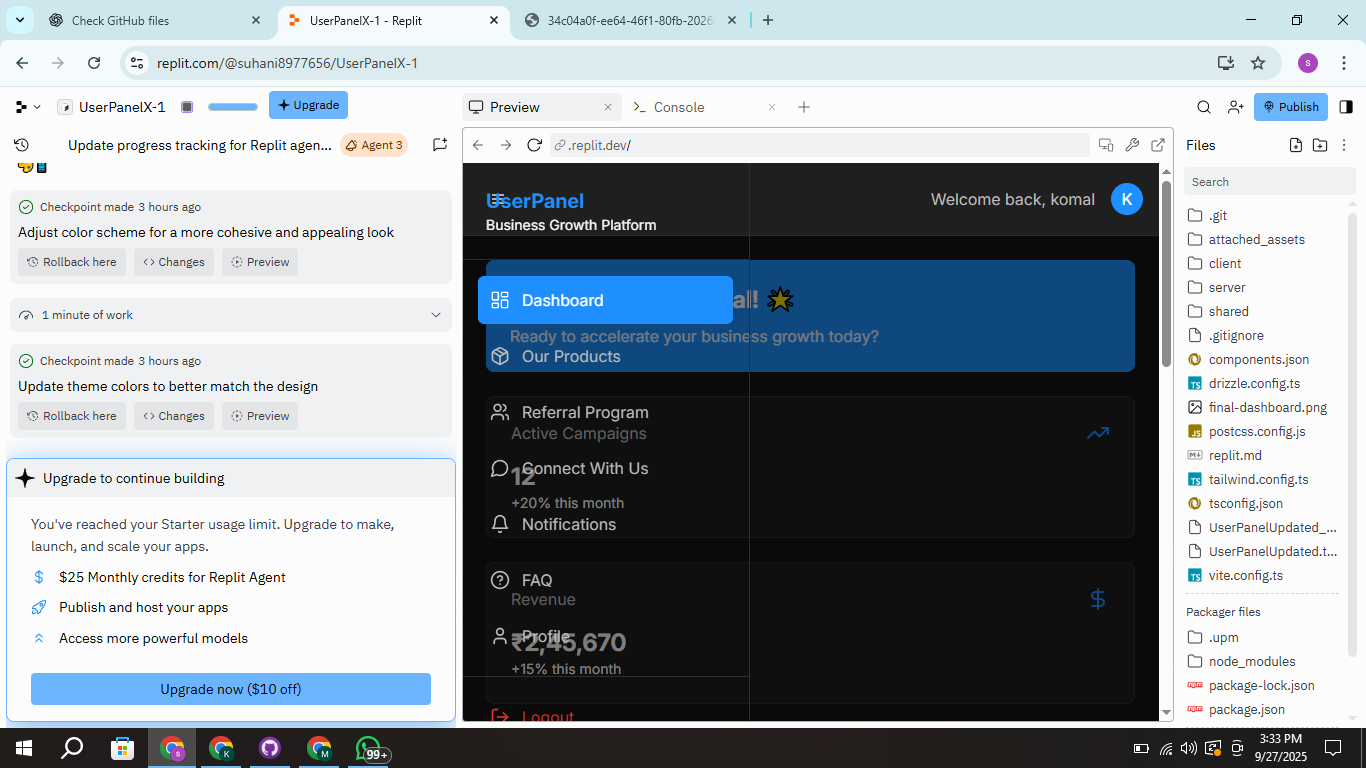 Check GitHub files
UserPanelX-1 - Replit
34c04a0f-ee64-46f1-80fb-2026
replit.com/@suhani8977656/UserPanelX-1
s
UserPanelX-1
Upgrade
Preview
Console
Publish
Update progress tracking for Replit agen...
Agent 3
.replit.dev/
Files
Search
Checkpoint made 3 hours ago
Adjust color scheme for a more cohesive and appealing look
Rollback here
Changes
Preview
1 minute of work
Checkpoint made 3 hours ago
Update theme colors to better match the design
Rollback here
Changes
Preview
Upgrade to continue building
You've reached your Starter usage limit. Upgrade to make,
launch, and scale your apps.
$25 Monthly credits for Replit Agent
Publish and host your apps
Access more powerful models
Upgrade now ($10 off)
UserPanel
Business Growth Platform
Welcome back, komal
K
al!
Dashboard
Ready to accelerate your business growth today?
Our Products
Referral Program
Active Campaigns
Connect With Us
12
+20% this month
Notifications
FAQ
Revenue
$
Profile
₹2,45,670
+15% this month
Logout
.git
attached_assets
client
server
shared
.gitignore
components.json
drizzle.config.ts
final-dashboard.png
postcss.config.js
replit.md
tailwind.config.ts
tsconfig.json
UserPanelUpdated_...
UserPanelUpdated.t...
vite.config.ts
Packager files
.upm
node_modules
package-lock.json
package.json
99+
3:33 PM
9/27/2025